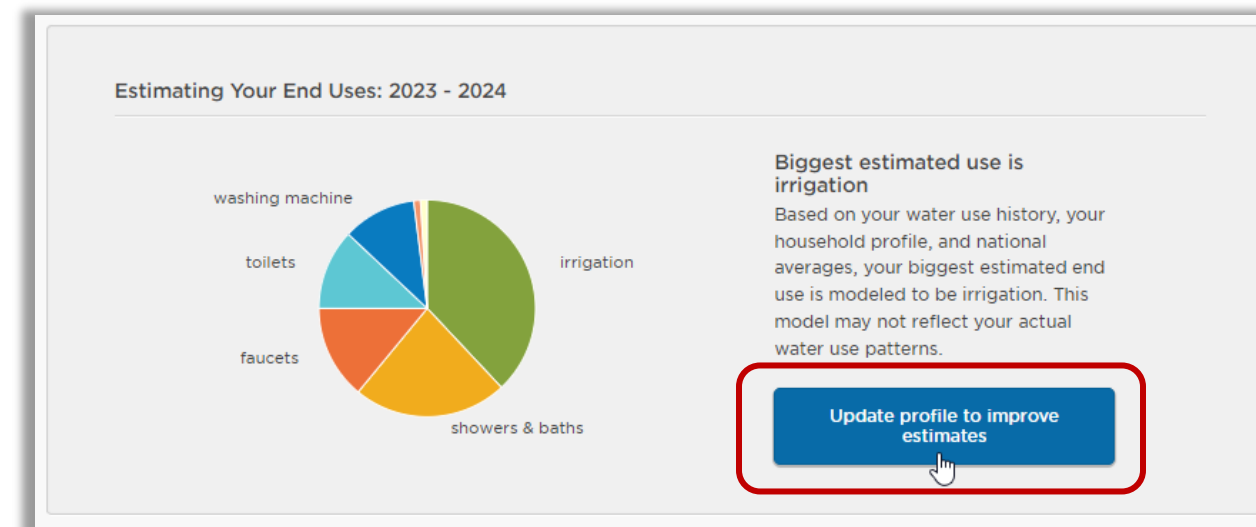 Estimating Your End Uses: 2023 - 2024
washing machine
toilets
faucets
irrigation
showers & baths
Biggest estimated use is
irrigation
Based on your water use history, your
household profile, and national
averages, your biggest estimated end
use is modeled to be irrigation. This
model may not reflect your actual
water use patterns.
Update profile to improve
estimates